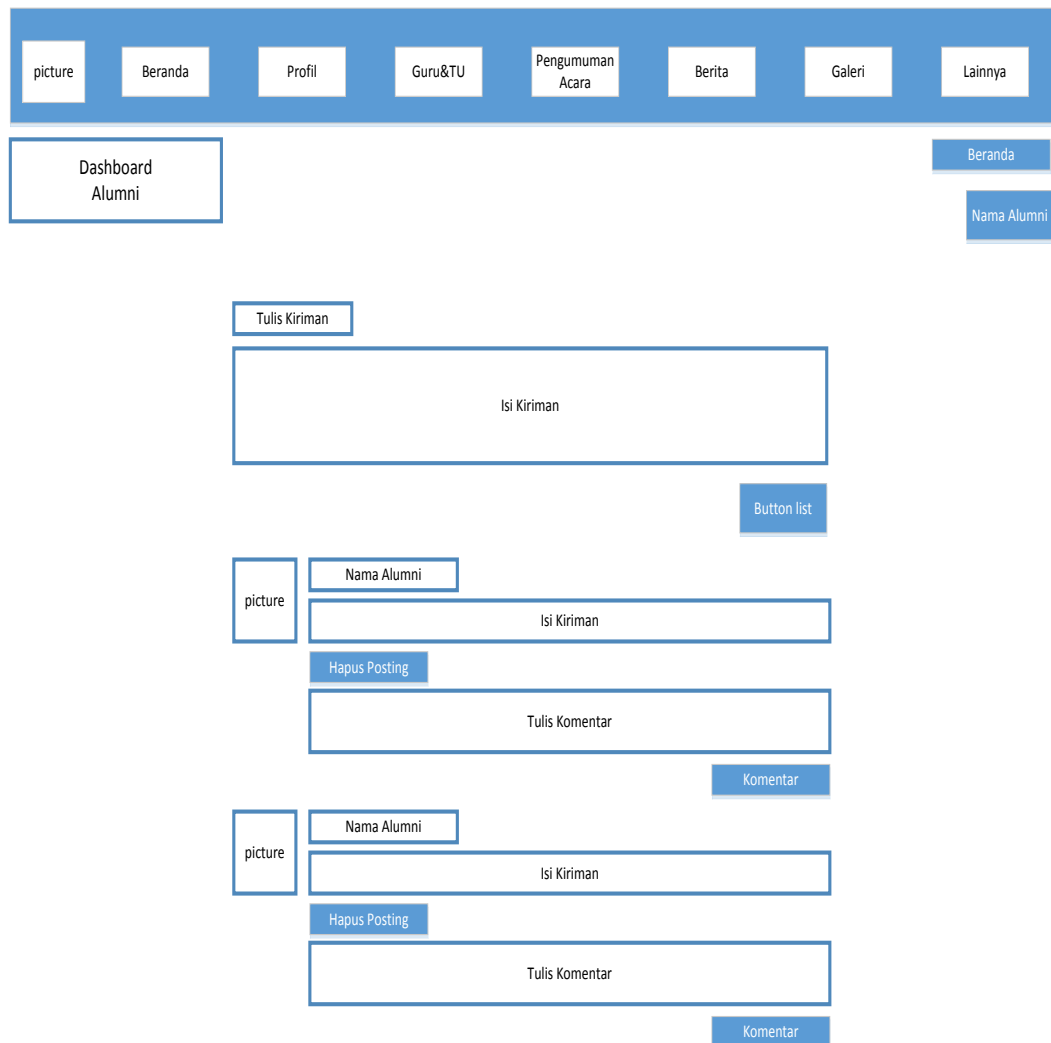 picture
Beranda
Profil
Guru&TU
Pengumuman
Acara
Berita
Galeri
Lainnya
Dashboard
Alumni
Beranda
Nama Alumni
Tulis Kiriman
Isi Kiriman
Button list
picture
Nama Alumni
Isi Kiriman
Hapus Posting
Tulis Komentar
Komentar
picture
Nama Alumni
Isi Kiriman
Hapus Posting
Tulis Komentar
Komentar